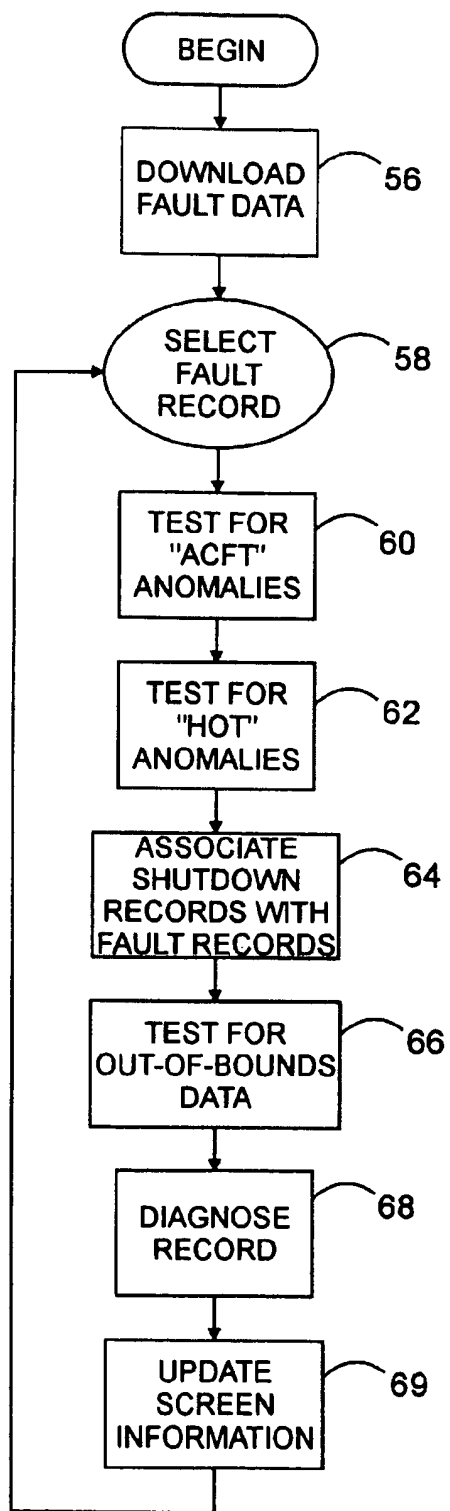 BEGIN
DOWNLOAD
FAULT DATA
56
SELECT
FAULT
RECORD
58
TEST FOR
"ACFT"
ANOMALIES
60
TEST FOR
"HOT"
ANOMALIES
62
ASSOCIATE
SHUTDOWN
RECORDS WITH
FAULT RECORDS
64
TEST FOR
OUT-OF-BOUNDS
DATA
66
DIAGNOSE
RECORD
68
UPDATE
SCREEN
INFORMATION
69